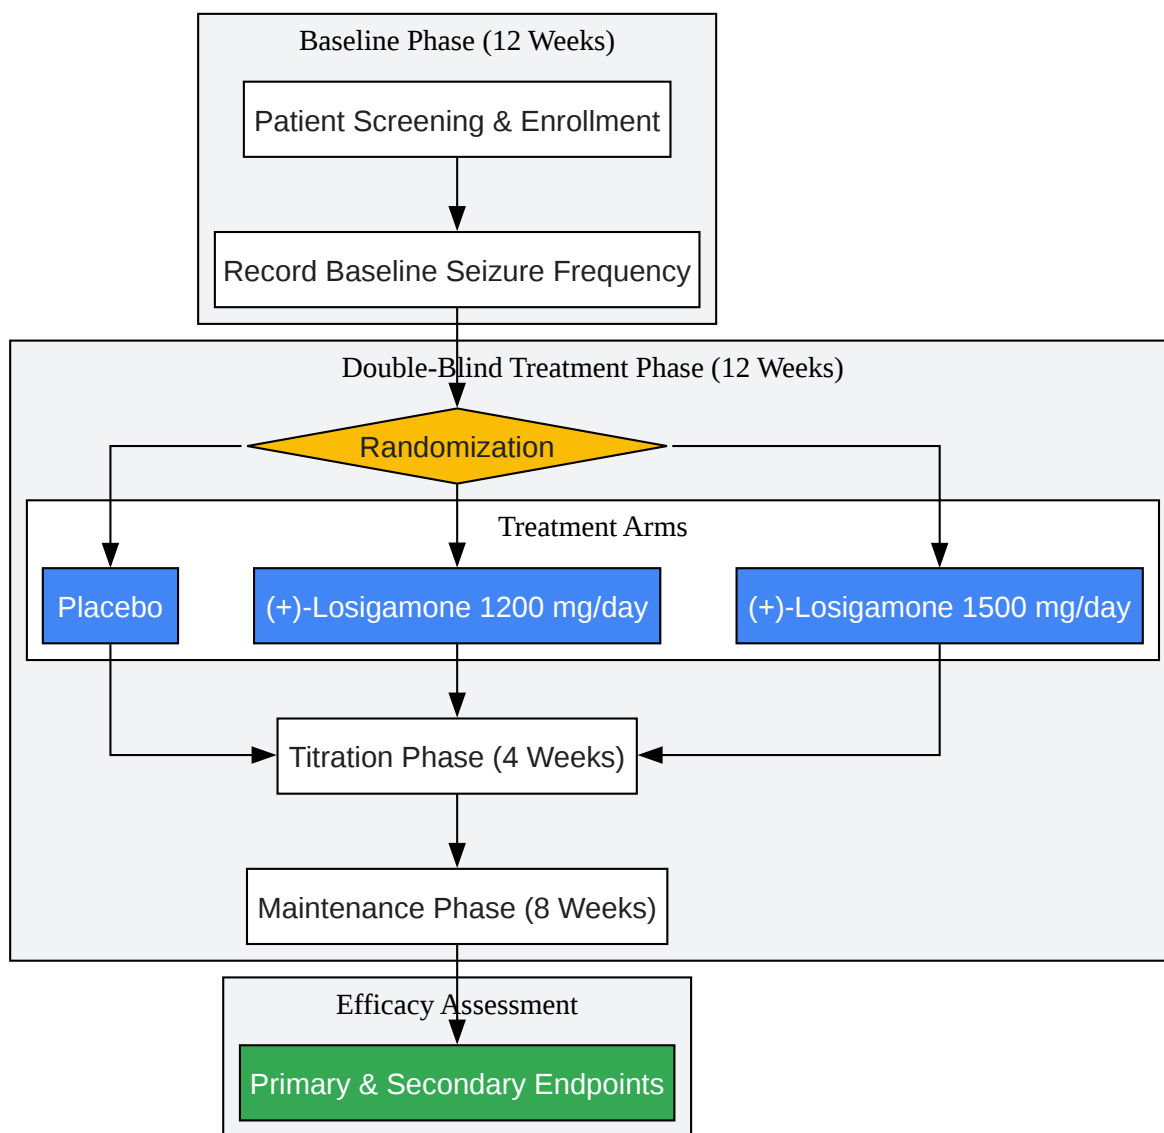 Baseline Phase (12 Weeks)
Patient Screening & Enrollment
Record Baseline Seizure Frequency
Double-Blind Treatment Phase (12 Weeks)
Randomization
Treatment Arms
Placebo
(+)-Losigamone 1200 mg/day
(+)-Losigamone 1500 mg/day
Titration Phase (4 Weeks)
Maintenance Phase (8 Weeks)
Efficacy Assessment
Primary & Secondary Endpoints